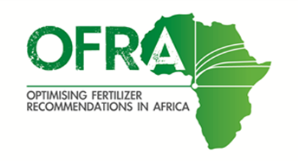 OFRA
OPTIMISING FERTILIZER
RECOMMENDATIONS IN AFRICA